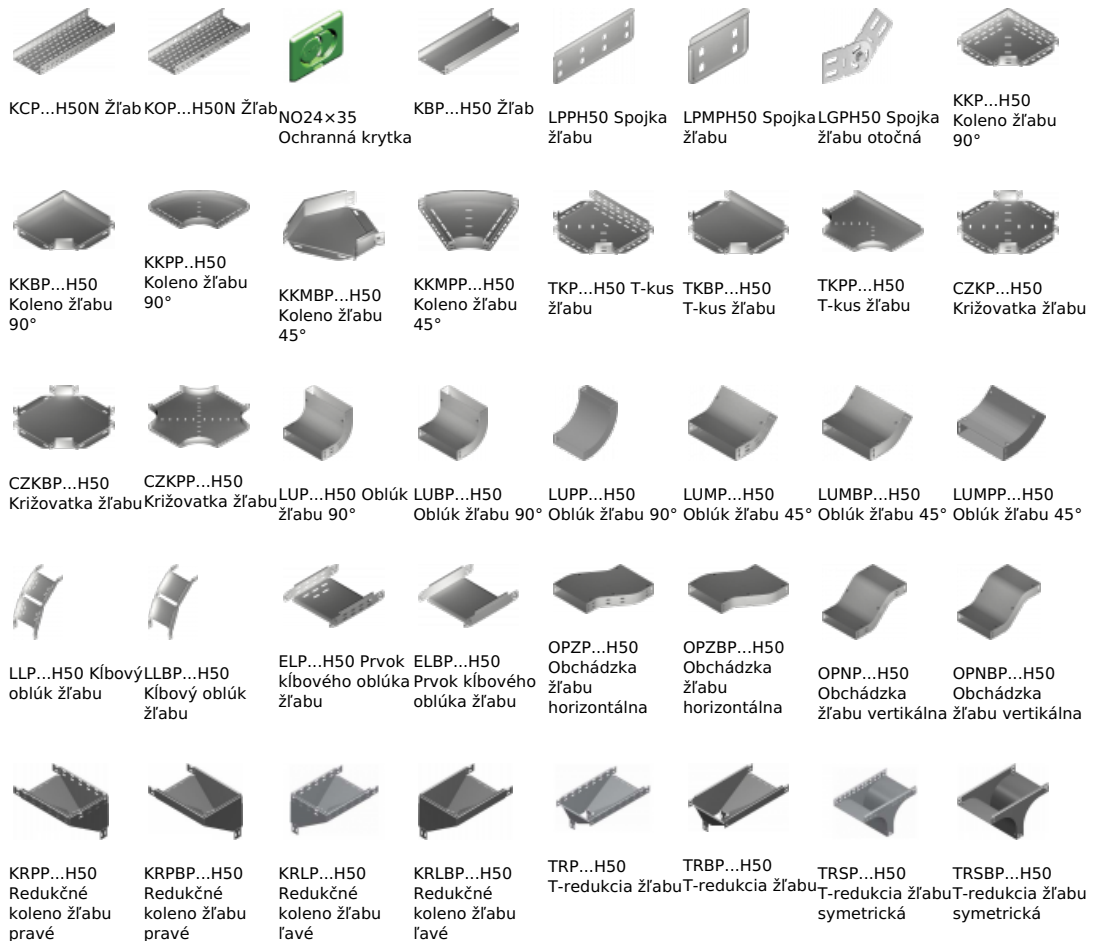 KCP...H50N Žľab
KOP...H50N Žľab
NO24×35
Ochranná krytka
KBP...H50 Žľab
LPPH50 Spojka
žľabu
LPMPH50 Spojka
žľabu
LGPH50 Spojka
žľabu otočná
KKP...H50
Koleno žľabu
90°
KKBP...H50
Koleno žľabu
90°
KKPP..H50
Koleno žľabu
90°
KKMBP...H50
Koleno žľabu
45°
KKMPP...H50
Koleno žľabu
45°
TKP...H50 T-kus
žľabu
TKBP...H50
T-kus žľabu
TKPP...H50
T-kus žľabu
CZKP...H50
Križovatka žľabu
CZKBP...H50
Križovatka žľabu
CZKPP...H50
Križovatka žľabu
LUP...H50 Oblúk
žľabu 90°
LUBP...H50
Oblúk žľabu 90°
LUPP...H50
Oblúk žľabu 90°
LUMP...H50
Oblúk žľabu 45°
LUMBP...H50
Oblúk žľabu 45°
LUMPP...H50
Oblúk žľabu 45°
LLP...H50 Kĺbový
oblúk žľabu
LLBP...H50
Kĺbový oblúk
žľabu
ELP...H50 Prvok
kĺbového oblúka
žľabu
ELBP...H50
Prvok kĺbového
oblúka žľabu
OPZP...H50
Obchádzka
žľabu
horizontálna
OPZBP...H50
Obchádzka
žľabu
horizontálna
OPNP...H50
Obchádzka
žľabu vertikálna
OPNBP...H50
Obchádzka
žľabu vertikálna
KRPP...H50
Redukčné
koleno žľabu
pravé
KRPBP...H50
Redukčné
koleno žľabu
pravé
KRLP...H50
Redukčné
koleno žľabu
ľavé
KRLBP...H50
Redukčné
koleno žľabu
ľavé
TRP...H50
T-redukcia žľabu
TRBP...H50
T-redukcia žľabu
TRSP...H50
T-redukcia žľabu
symetrická
TRSBP...H50
T-redukcia žľabu
symetrická